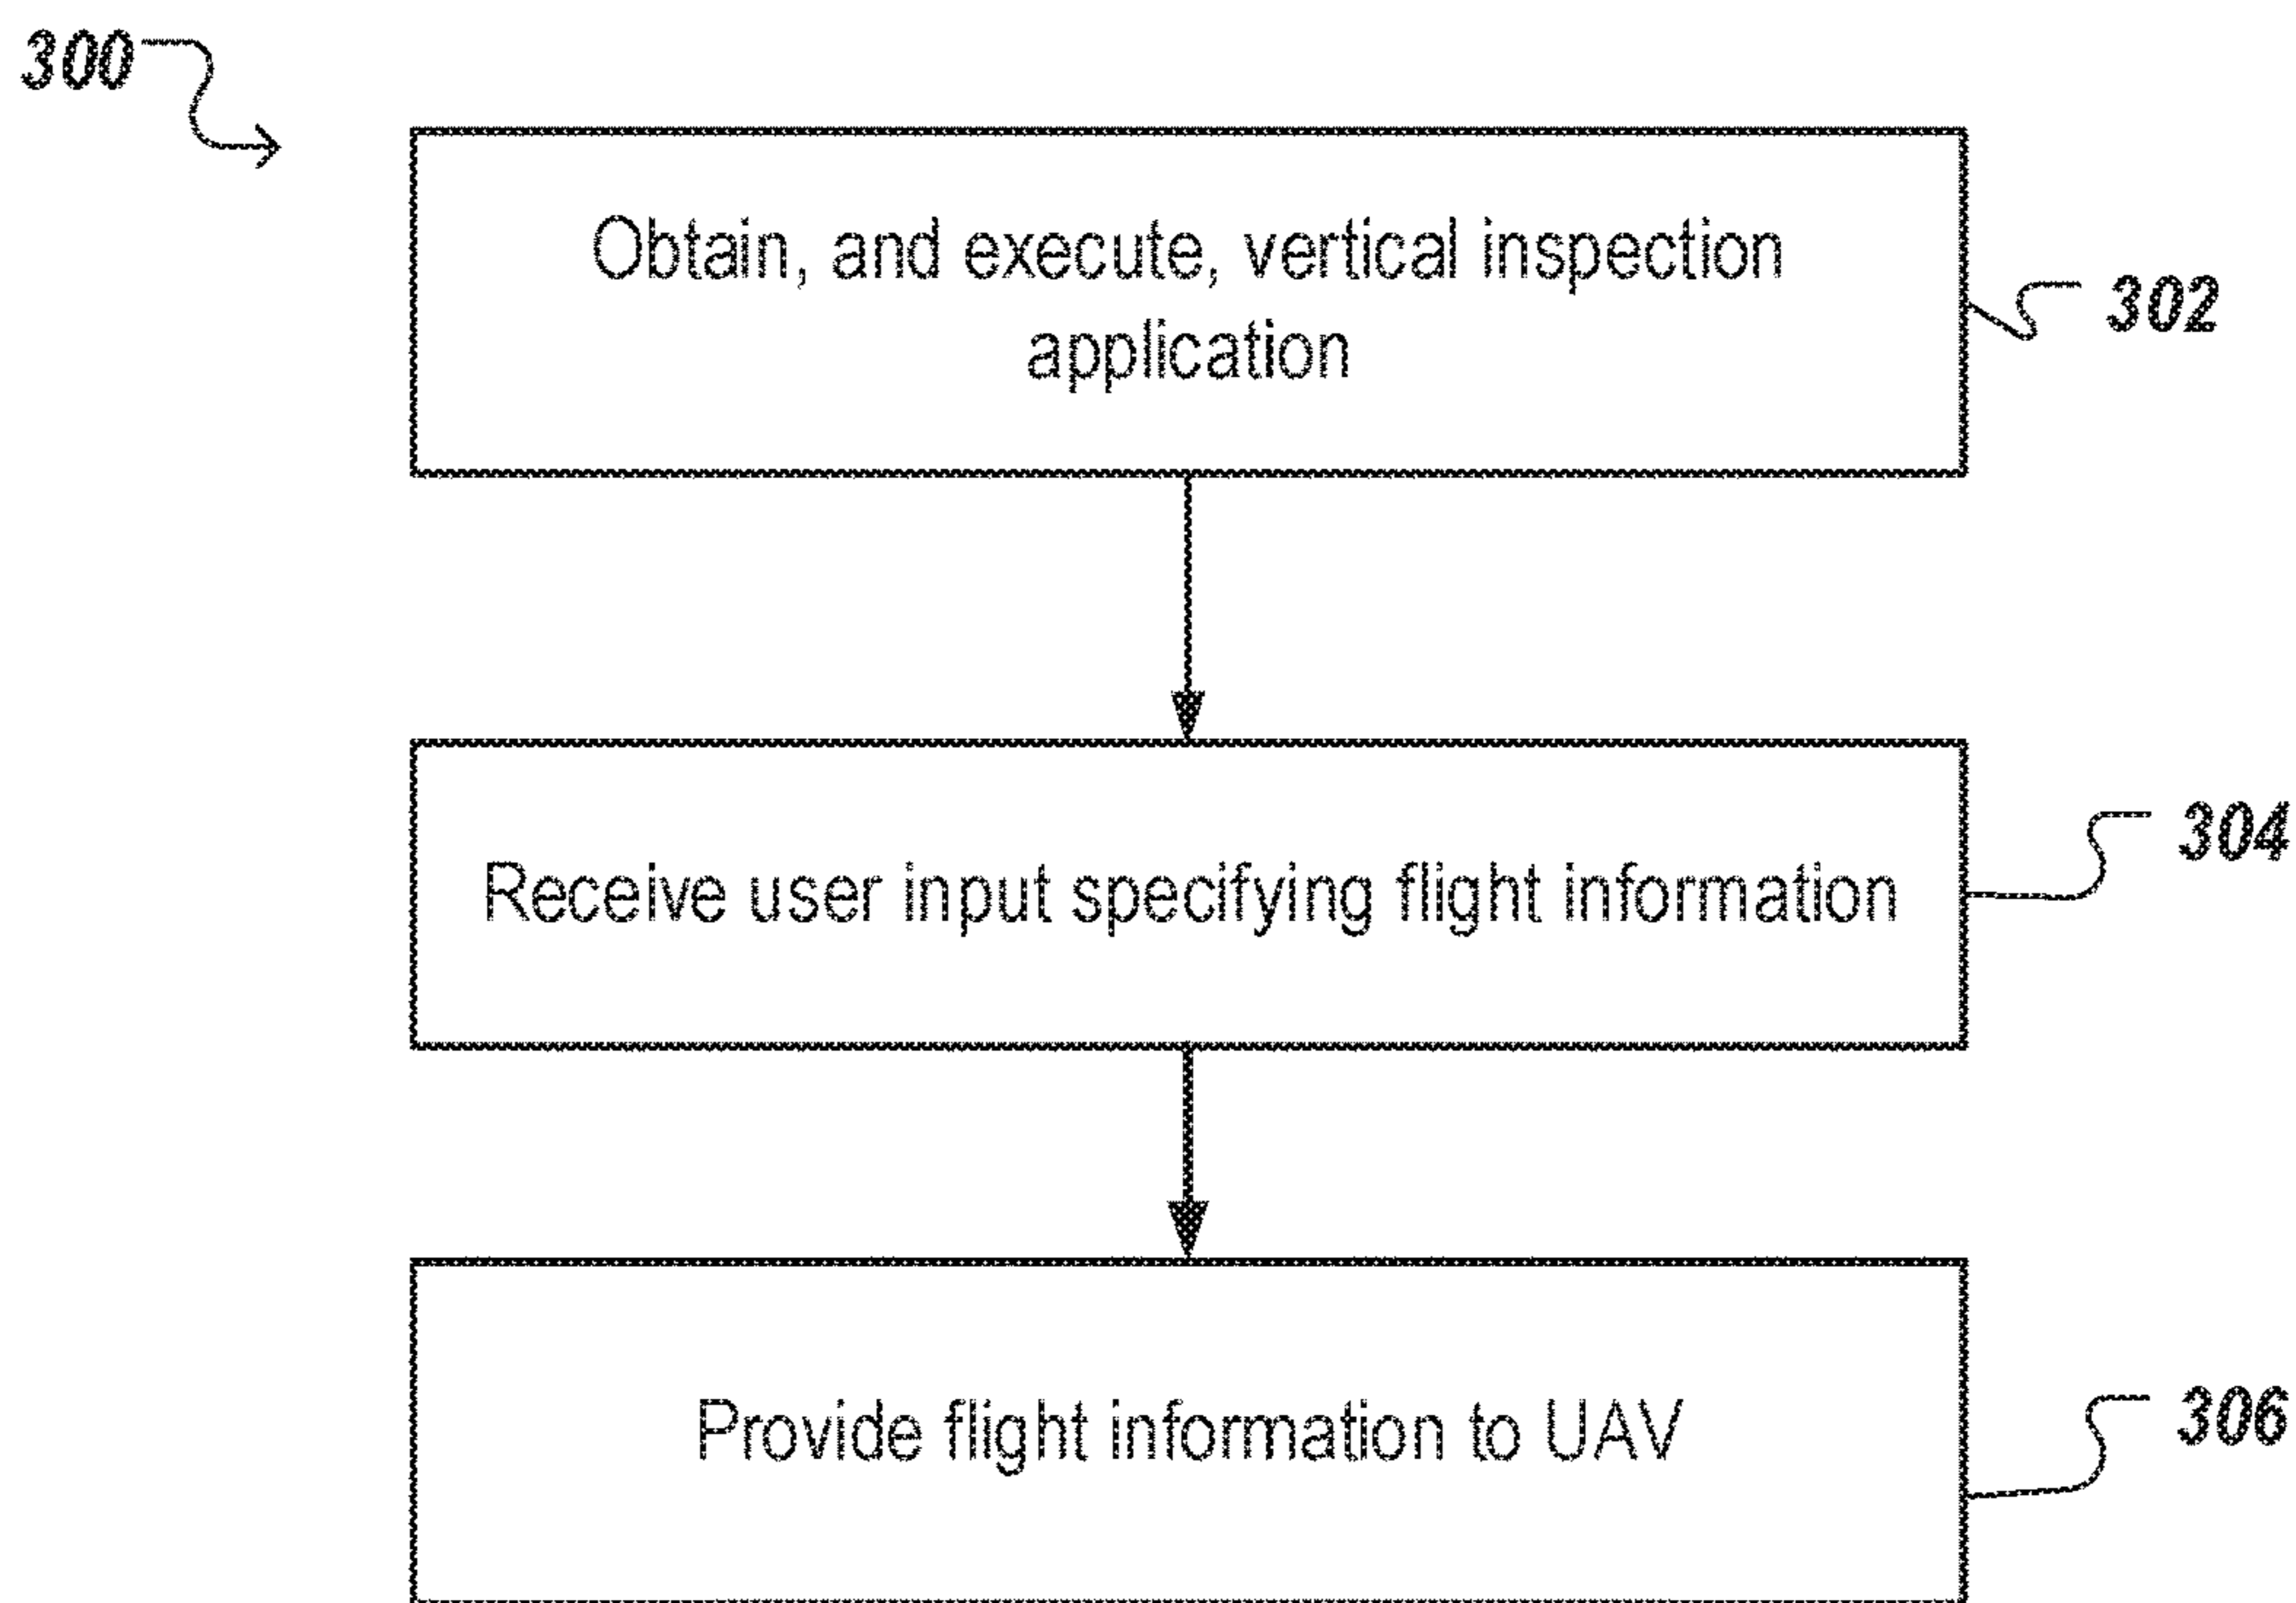 300
Obtain, and execute, vertical inspection
application
302
Receive user input specifying flight information
304
Provide flight information to UAV
306